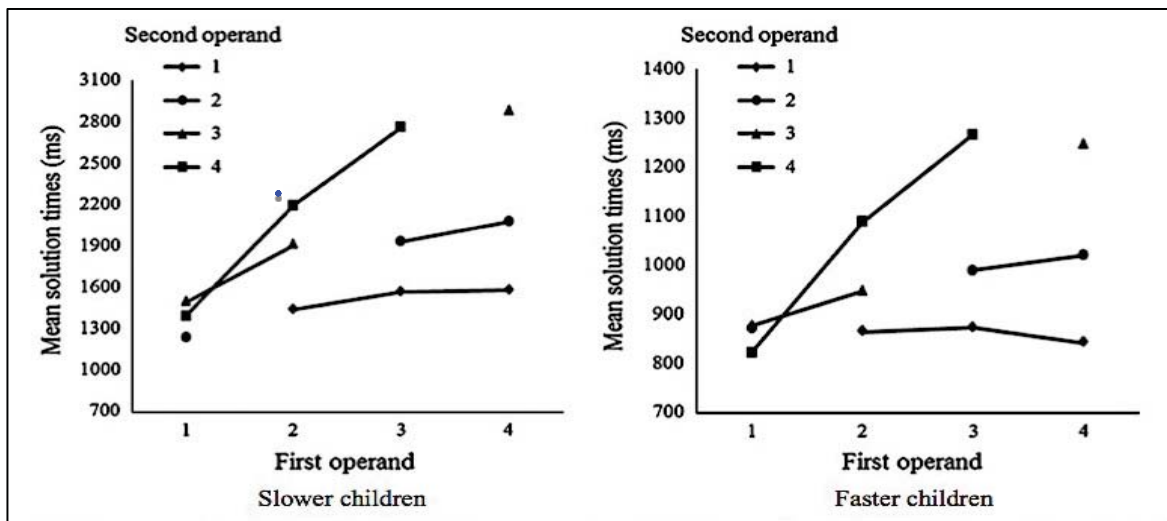 Second operand
1
2
3
4
Mean solution times (ms)
3100
2800
2500
2200
1900
1600
1300
1000
700
1 2 3 4
First operand
Slower children
Second operand
1
2
3
4
Mean solution times (ms)
1400
1300
1200
1100
1000
900
800
700
1 2 3 4
First operand
Faster children